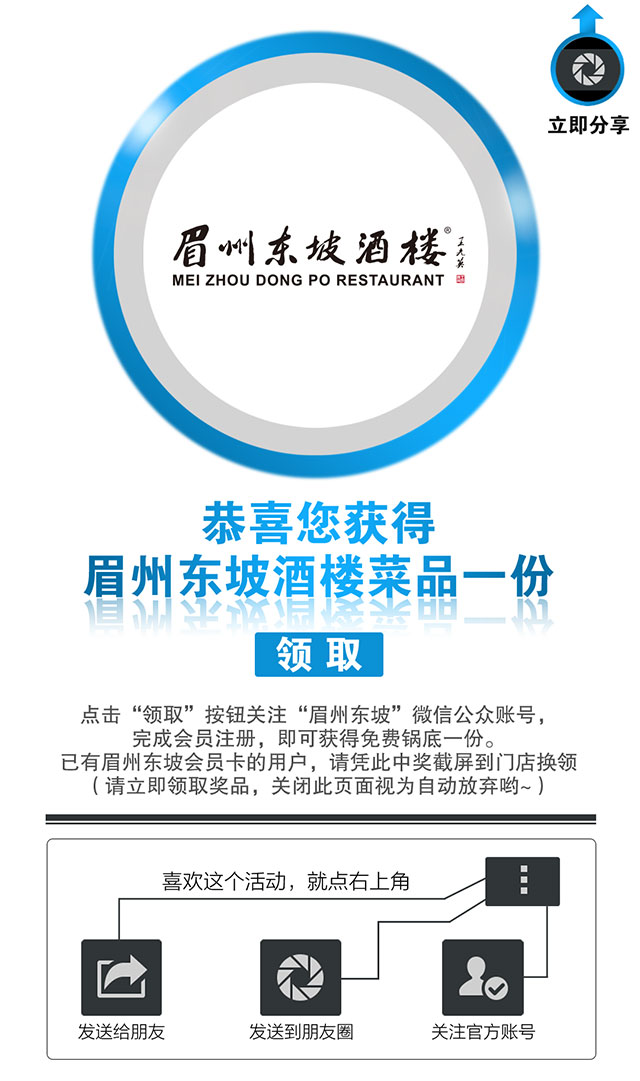 立即分享
眉州东坡酒楼®
MEI ZHOU DONG PO RESTAURANT
恭喜您获得
眉州东坡酒楼菜品一份
领取
点击“领取”按钮关注“眉州东坡”微信公众账号，
完成会员注册，即可获得免费锅底一份。
已有眉州东坡会员卡的用户，请凭此中奖截屏到门店换领
（请立即领取奖品，关闭此页面视为自动放弃哟~）
喜欢这个活动，就点右上角
发送给朋友
发送到朋友圈
关注官方账号